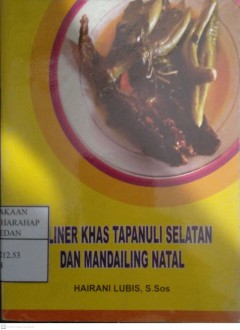 AKAAN
HARAHAP
EDAN
LINER KHAS TAPANULI SELATAN
DAN MANDAILING NATAL
HAIRANI LUBIS, S.Sos